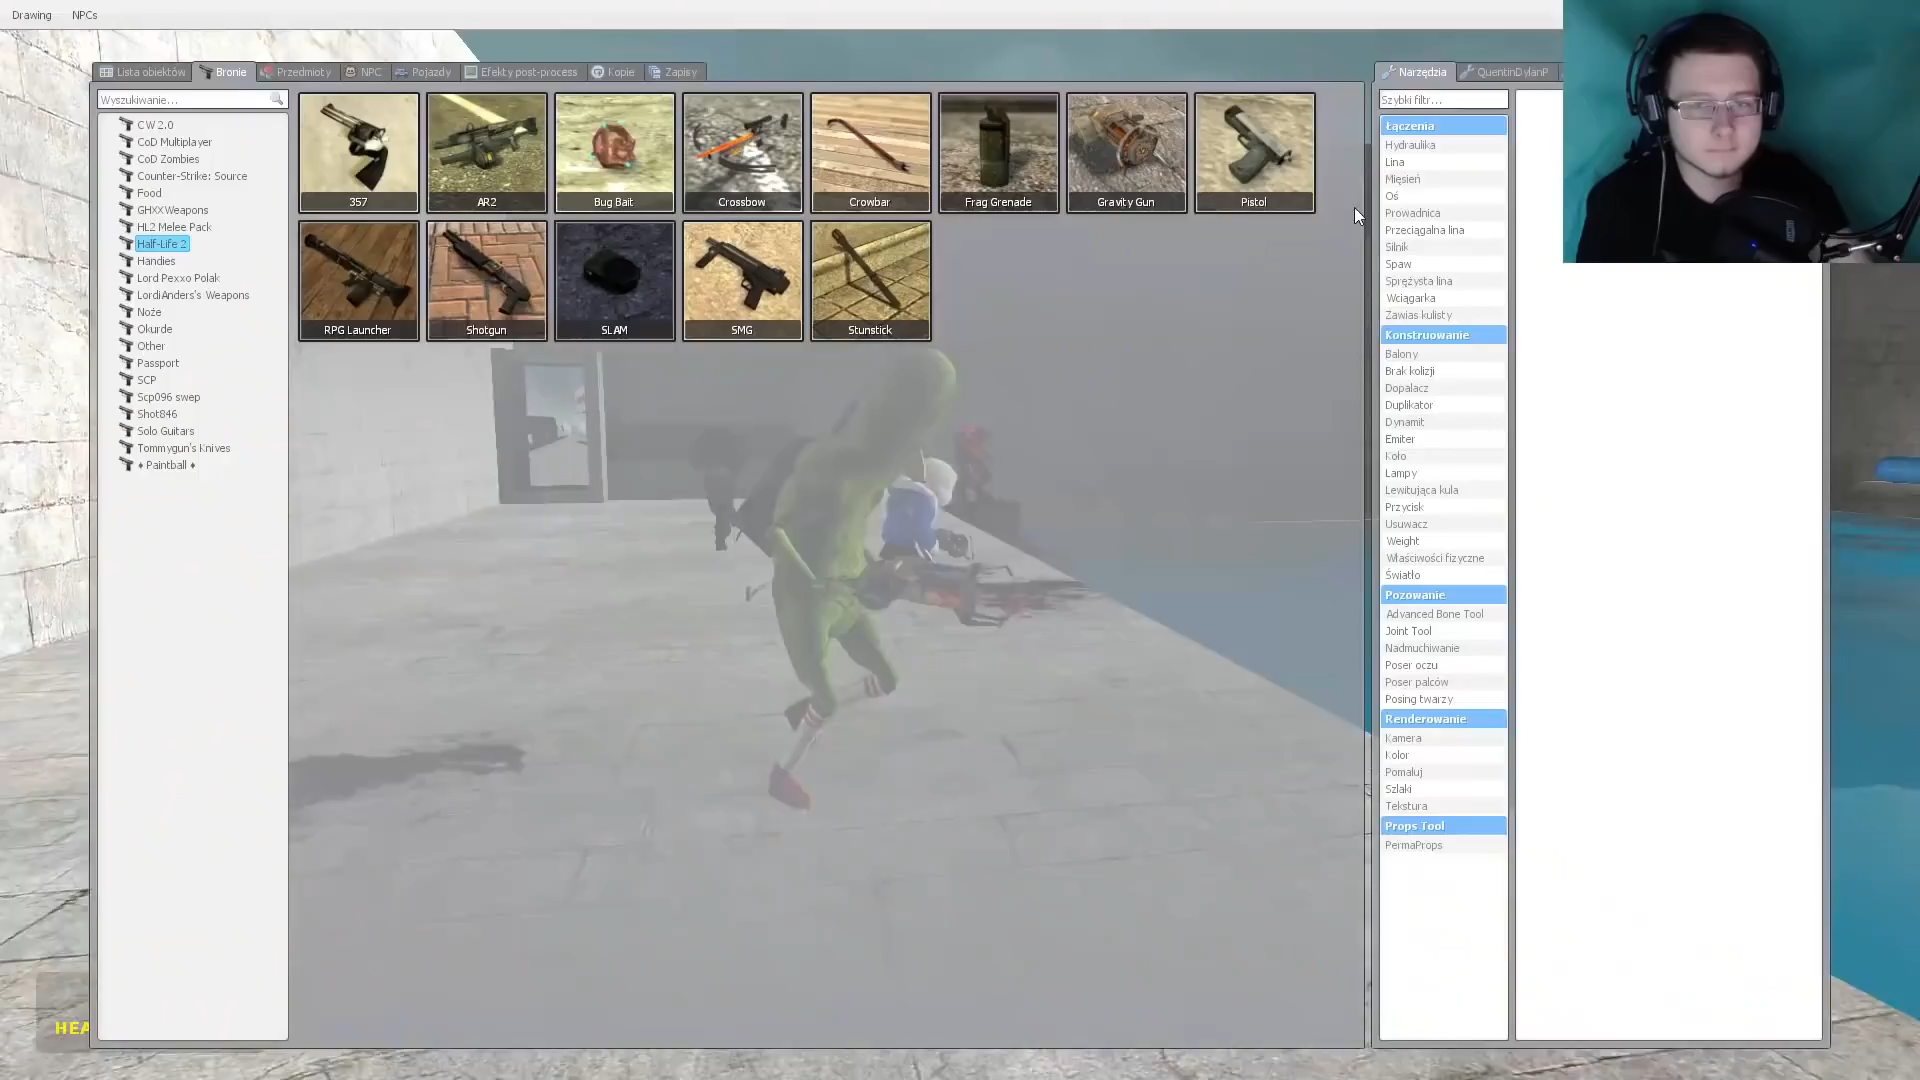 Drawing NPCs
Lista obiektów Bronie Przedmioty NPC Pojazdy Efekty post-process Kopie Zapisy
Narzędzia QuentinDylanP
Wyszukiwanie...
CW 2.0
CoD Multiplayer
CoD Zombies
Counter-Strike: Source
Food
GHXXWeapons
HL2 Melee Pack
Half-Life 2
Handies
Lord Pexxo Polak
LordiAnders's Weapons
Noże
Okurde
Other
Passport
SCP
Scp096 swep
Shot846
Solo Guitars
Tommygun's Knives
♦ Paintball ♦
357 AR2 Bug Bait Crossbow Crowbar Frag Grenade Gravity Gun Pistol
RPG Launcher Shotgun SLAM SMG Stunstick
Szybki filtr...
Łączenia
Hydraulika
Lina
Mięsień
Oś
Prowadnica
Przeciągalna lina
Silnik
Spaw
Sprężysta lina
Wciągarka
Zawias kulisty
Konstruowanie
Balony
Brak kolizji
Dopalacz
Duplikator
Dynamit
Emiter
Koło
Lampy
Lewitująca kula
Przycisk
Usuwacz
Weight
Właściwości fizyczne
Światło
Pozowanie
Advanced Bone Tool
Joint Tool
Nadmuchiwanie
Poser oczu
Poser palców
Posing twarzy
Renderowanie
Kamera
Kolor
Pomaluj
Szlaki
Tekstura
Props Tool
PermaProps
HEA